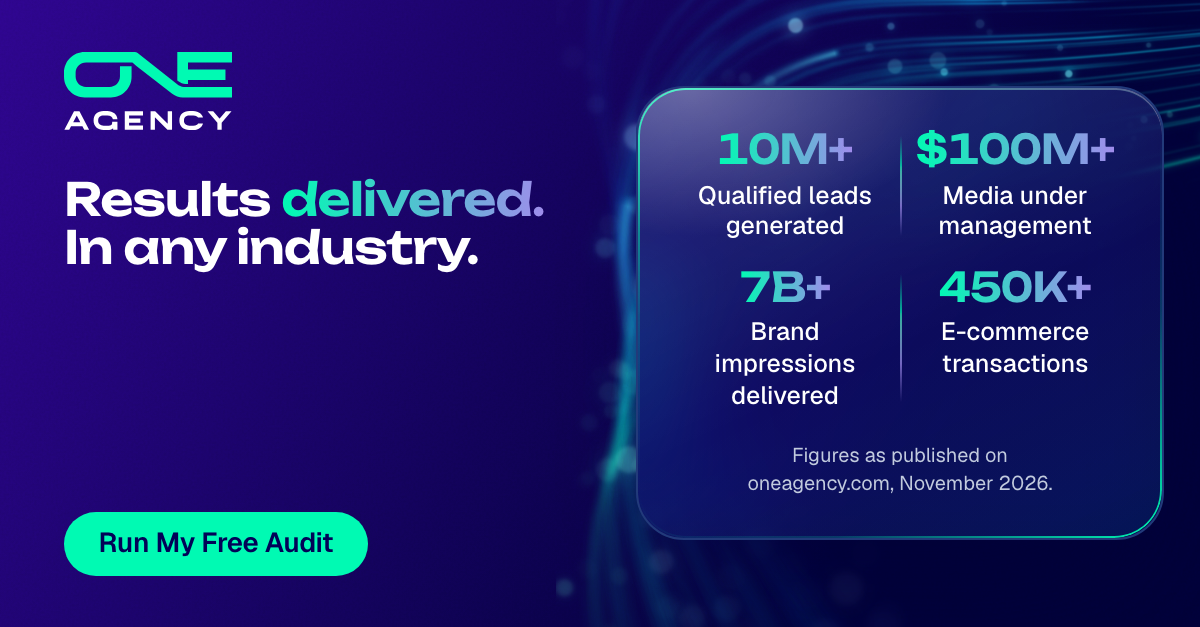 ONE
AGENCY
Results delivered.
In any industry.
Run My Free Audit
10M+
Qualified leads
generated
$100M+
Media under
management
7B+
Brand
impressions
delivered
450K+
E-commerce
transactions
Figures as published on
oneagency.com, November 2026.